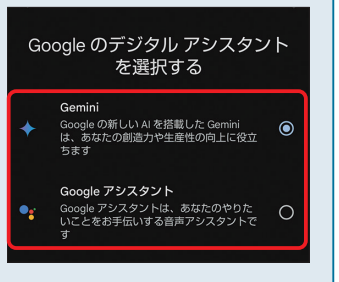 Google のデジタル アシスタント
を選択する
Gemini
Google の新しい AI を搭載した Gemini
は、あなたの創造力や生産性の向上に役立
ちます
Google アシスタント
Google アシスタントは、あなたのやりた
いことをお手伝いする音声アシスタントで
す